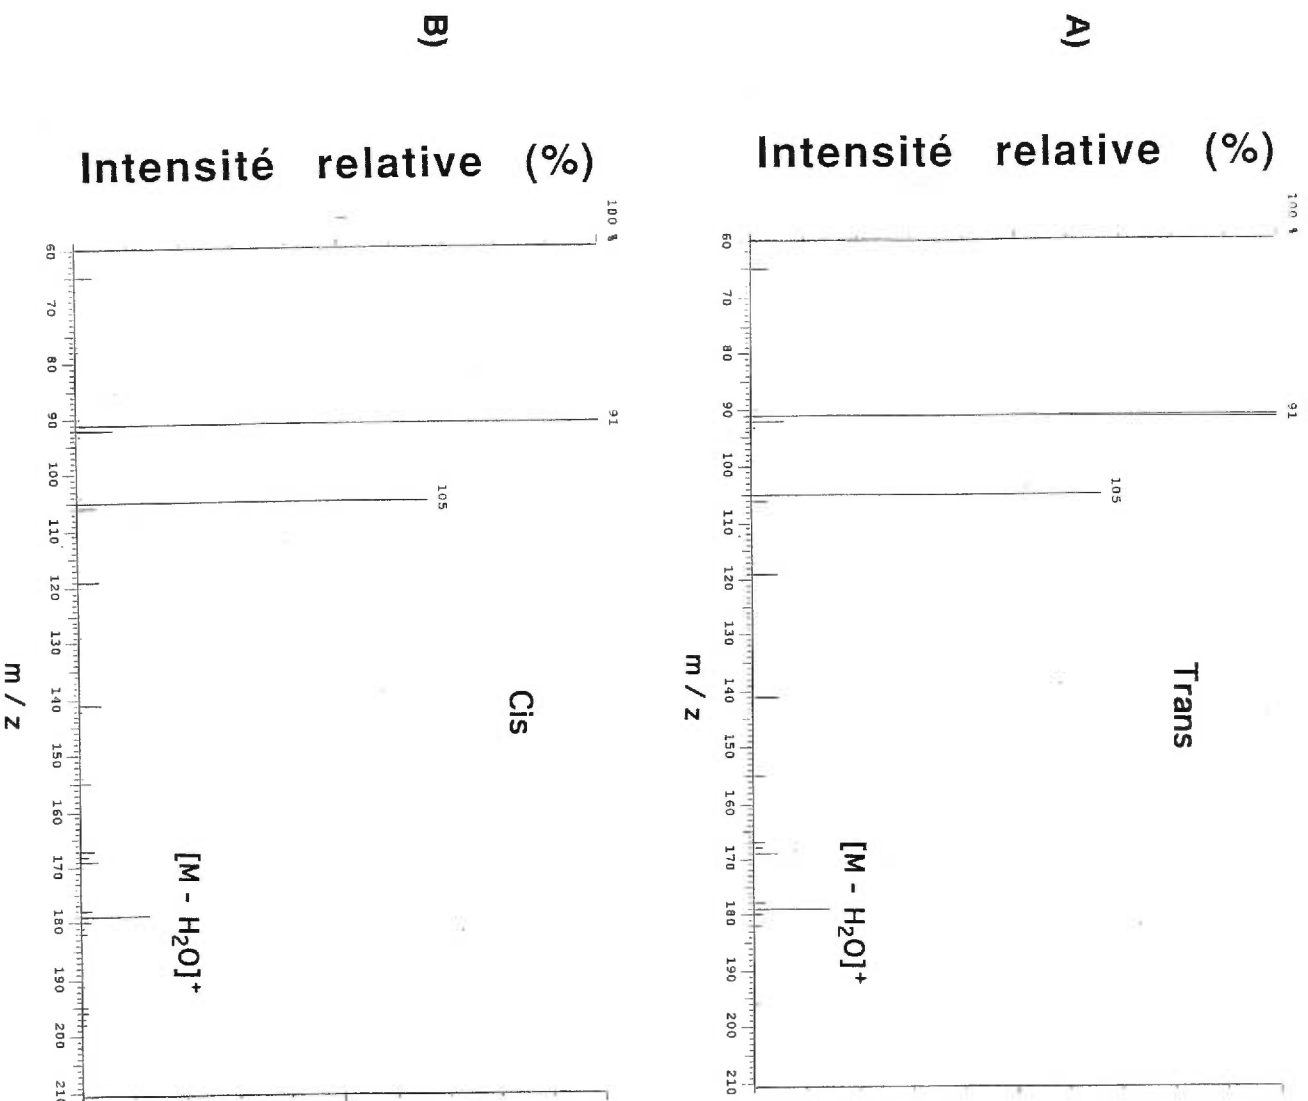 A)
Intensité relative (%)
100 %
91
105
Trans
[M - H₂O]⁺
60 70 80 90 100 110 120 130 140 150 160 170 180 190 200 210
m / z
B)
Intensité relative (%)
100 %
91
105
Cis
[M - H₂O]⁺
60 70 80 90 100 110 120 130 140 150 160 170 180 190 200 210
m / z